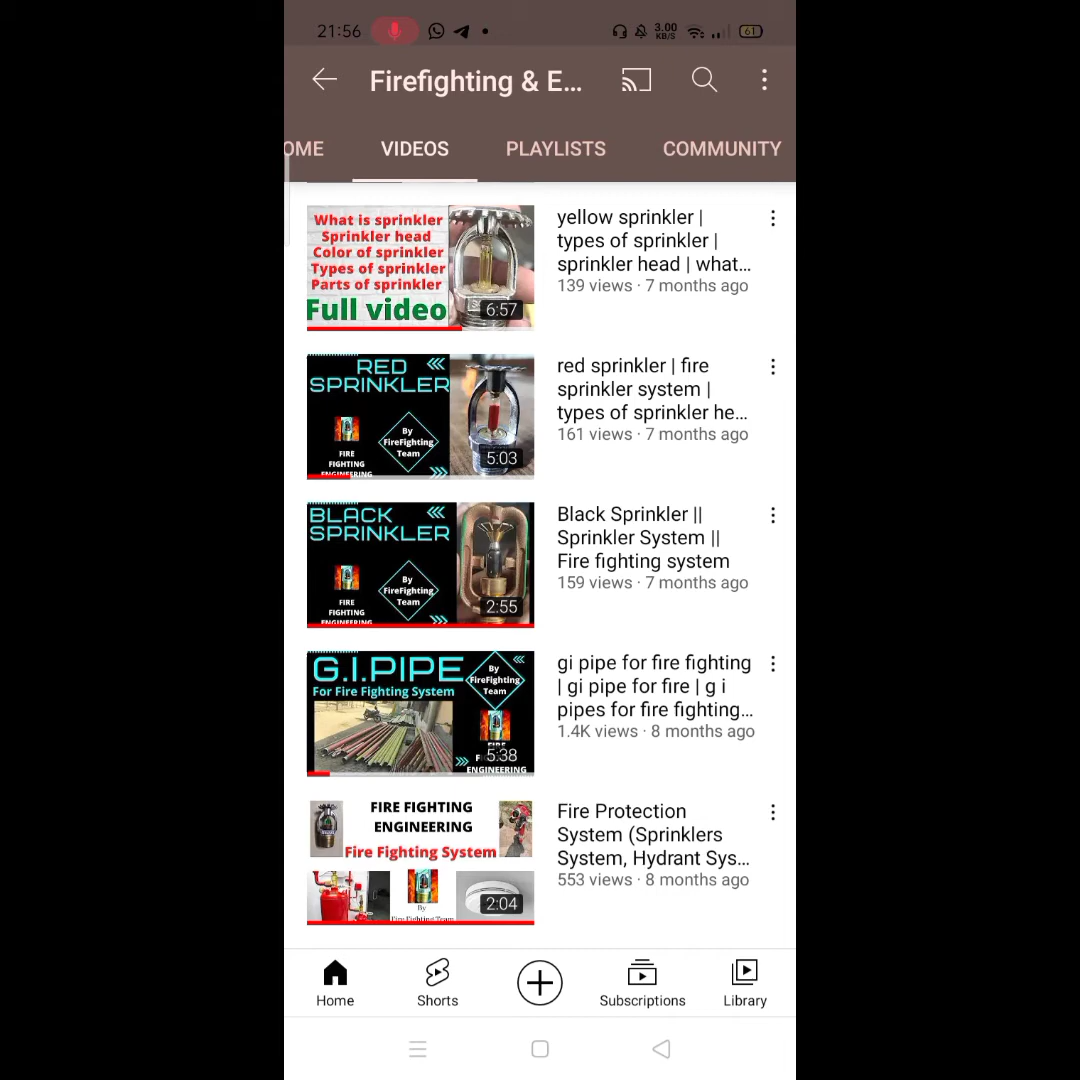 21:56
3.00
KB/S
61
Firefighting & E...
OME
VIDEOS
PLAYLISTS
COMMUNITY
What is sprinkler
Sprinkler head
Color of sprinkler
Types of sprinkler
Parts of sprinkler
Full video
6:57
yellow sprinkler |
types of sprinkler |
sprinkler head | what...
139 views · 7 months ago
RED
SPRINKLER
By
FireFighting
Team
FIRE
FIGHTING
ENGINEERING
5:03
red sprinkler | fire
sprinkler system |
types of sprinkler he...
161 views · 7 months ago
BLACK
SPRINKLER
By
FireFighting
Team
FIRE
FIGHTING
ENGINEERING
2:55
Black Sprinkler ||
Sprinkler System ||
Fire fighting system
159 views · 7 months ago
G.I.PIPE
For Fire Fighting System
By
FireFighting
Team
5:38
ENGINEERING
gi pipe for fire fighting
| gi pipe for fire | g i
pipes for fire fighting...
1.4K views · 8 months ago
FIRE FIGHTING
ENGINEERING
Fire Fighting System
By
Fire Fighting Team
2:04
Fire Protection
System (Sprinklers
System, Hydrant Sys...
553 views · 8 months ago
Home
Shorts
Subscriptions
Library